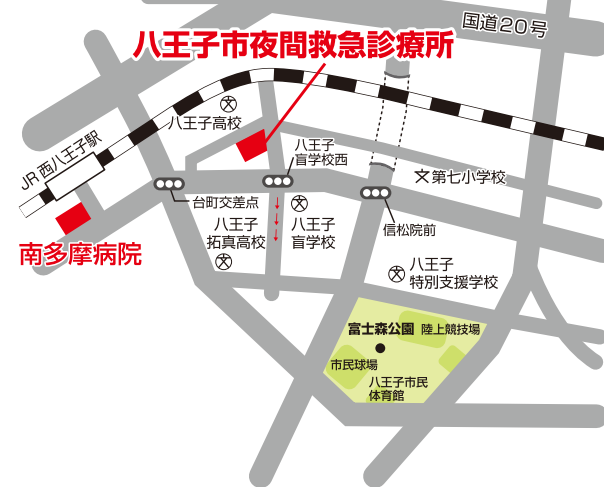 国道20号
八王子市夜間救急診療所
八王子高校
JR 西八王子駅
八王子
盲学校西
第七小学校
台町交差点
八王子
拓真高校
八王子
盲学校
信松院前
南多摩病院
八王子
特別支援学校
富士森公園
陸上競技場
市民球場
八王子市民
体育館